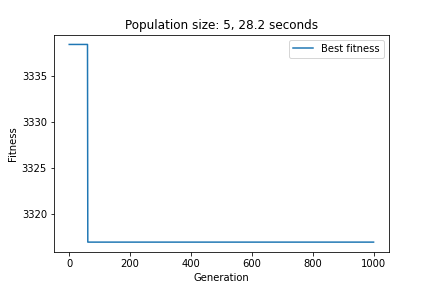 Population size: 5, 28.2 seconds
Best fitness
3335
3330
3325
3320
Fitness
0 200 400 600 800 1000
Generation